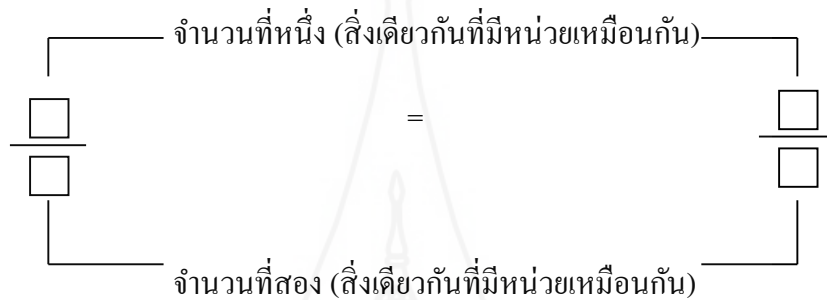 จำนวนที่หนึ่ง (สิ่งเดียวกันที่มีหน่วยเหมือนกัน)
=
จำนวนที่สอง (สิ่งเดียวกันที่มีหน่วยเหมือนกัน)